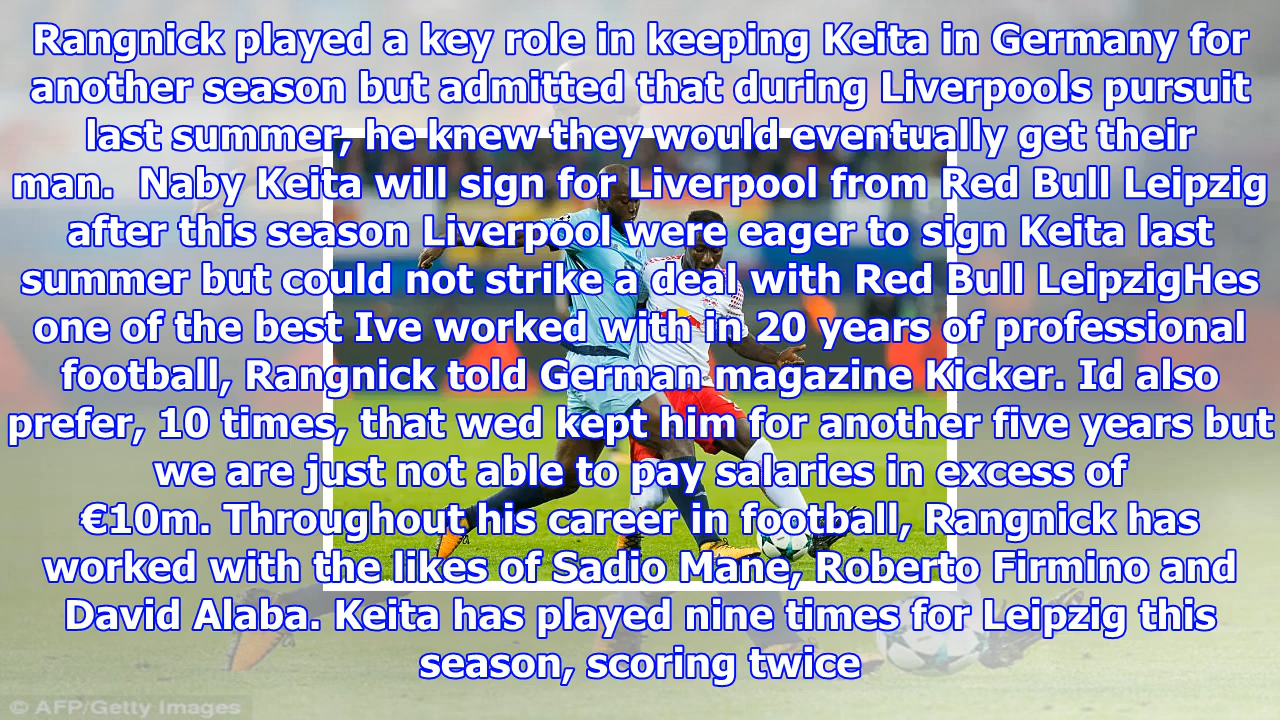 Rangnick played a key role in keeping Keita in Germany for
another season but admitted that during Liverpools pursuit
last summer, he knew they would eventually get their
man.  Naby Keita will sign for Liverpool from Red Bull Leipzig
after this season Liverpool were eager to sign Keita last
summer but could not strike a deal with Red Bull LeipzigHes
one of the best Ive worked with in 20 years of professional
football, Rangnick told German magazine Kicker. Id also
prefer, 10 times, that wed kept him for another five years but
we are just not able to pay salaries in excess of
€10m. Throughout his career in football, Rangnick has
worked with the likes of Sadio Mane, Roberto Firmino and
David Alaba. Keita has played nine times for Leipzig this
season, scoring twice
© AFP/Getty Images